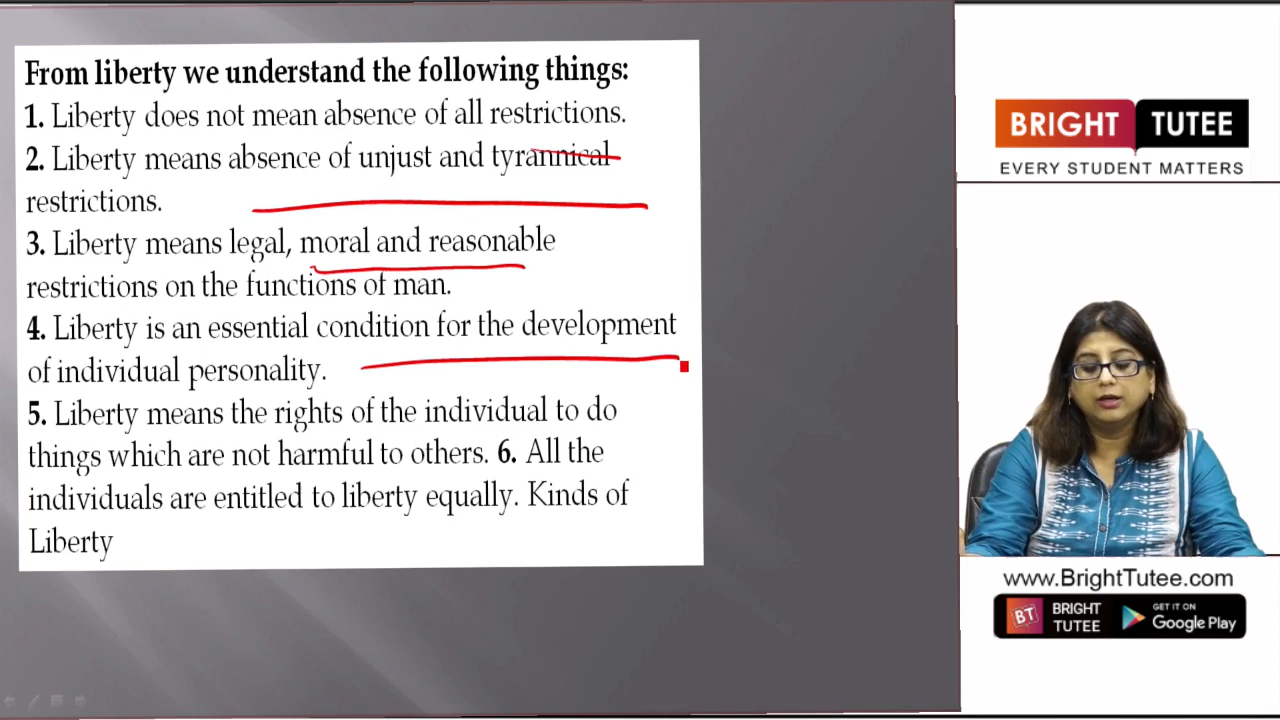 From liberty we understand the following things:
1. Liberty does not mean absence of all restrictions.
2. Liberty means absence of unjust and tyrannical
restrictions.
3. Liberty means legal, moral and reasonable
restrictions on the functions of man.
4. Liberty is an essential condition for the development
of individual personality.
5. Liberty means the rights of the individual to do
things which are not harmful to others. 6. All the
individuals are entitled to liberty equally. Kinds of
Liberty
BRIGHT TUTEE
EVERY STUDENT MATTERS
www.BrightTutee.com
BT
BRIGHT
TUTEE
GET IT ON
Google Play